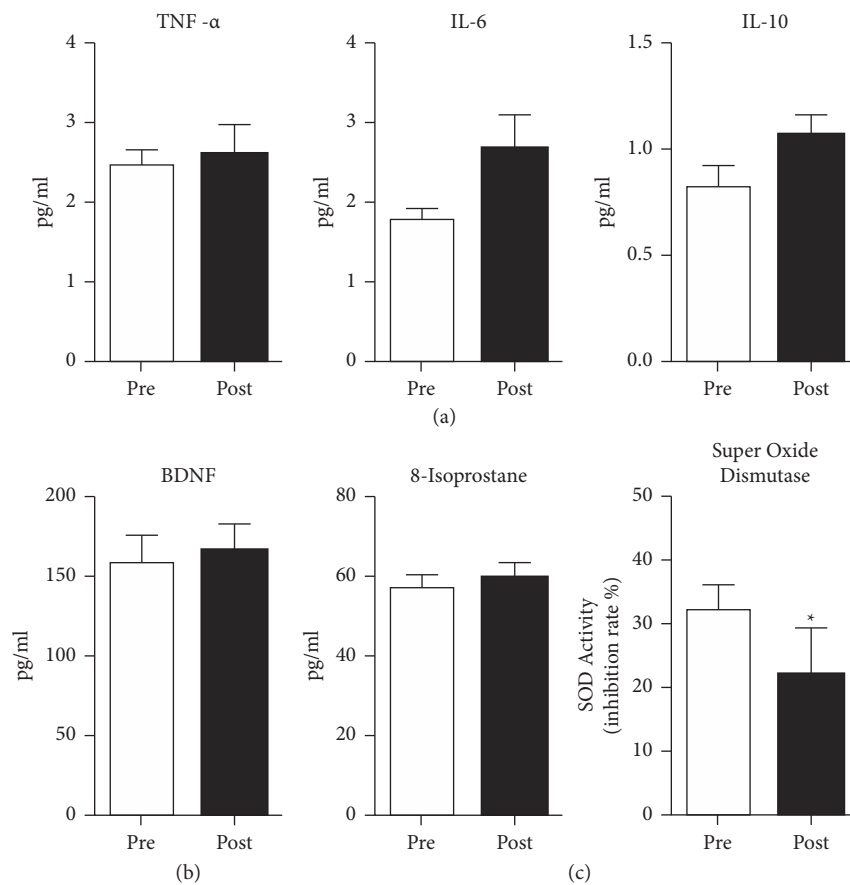 TNF -α
4
3
2
1
0
pg/ml
Pre Post
IL-6
4
3
2
1
0
pg/ml
Pre Post
IL-10
1.5
1.0
0.5
0.0
pg/ml
Pre Post
(a)
BDNF
200
150
100
50
0
pg/ml
Pre Post
(b)
8-Isoprostane
80
60
40
20
0
pg/ml
Pre Post
Super Oxide
Dismutase
50
40
30
20
10
0
SOD Activity
(inhibition rate %)
*
Pre Post
(c)